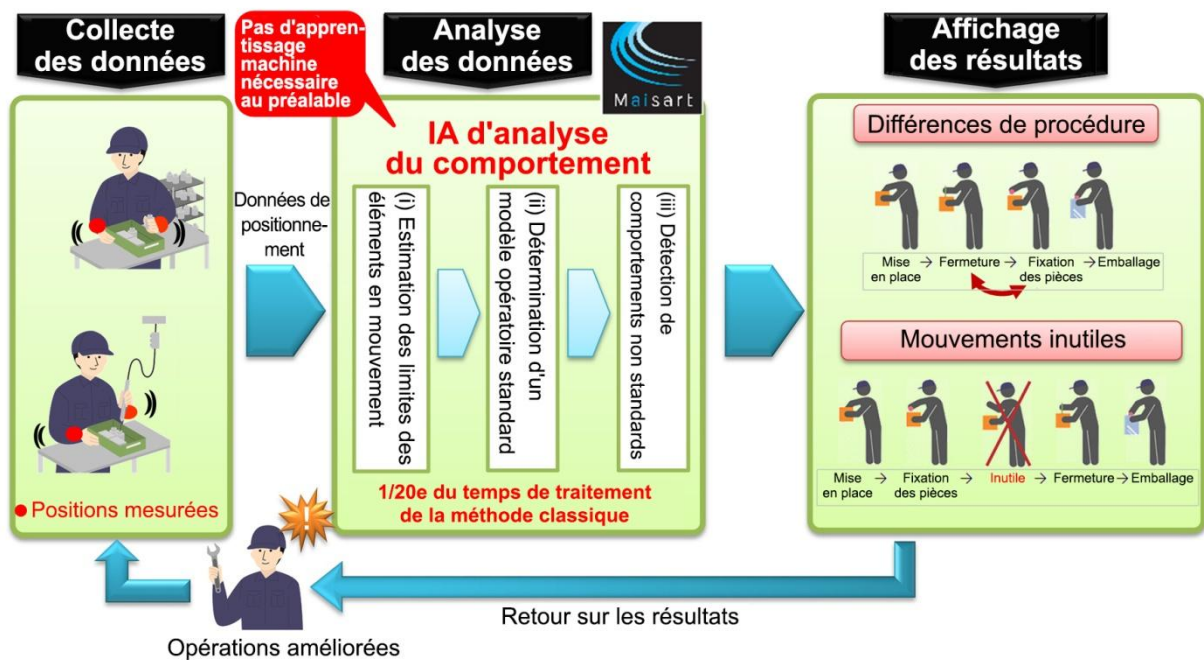 Collecte
des données
Pas d'appren-
tissage
machine
nécessaire
au préalable
Analyse
des données
Maisart
Affichage
des résultats
Positions mesurées
Données de
positionne-
ment
IA d'analyse
du comportement
(i) Estimation des limites des
éléments en mouvement
(ii) Détermination d'un
modèle opératoire standard
(iii) Détection de
comportements non standards
1/20e du temps de traitement
de la méthode classique
Différences de procédure
Mise
en place
→ Fermeture →
Fixation
des pièces
→ Emballage
Mouvements inutiles
Mise
en place
→
Fixation
des pièces
→ Inutile → Fermeture → Emballage
!
Retour sur les résultats
Opérations améliorées